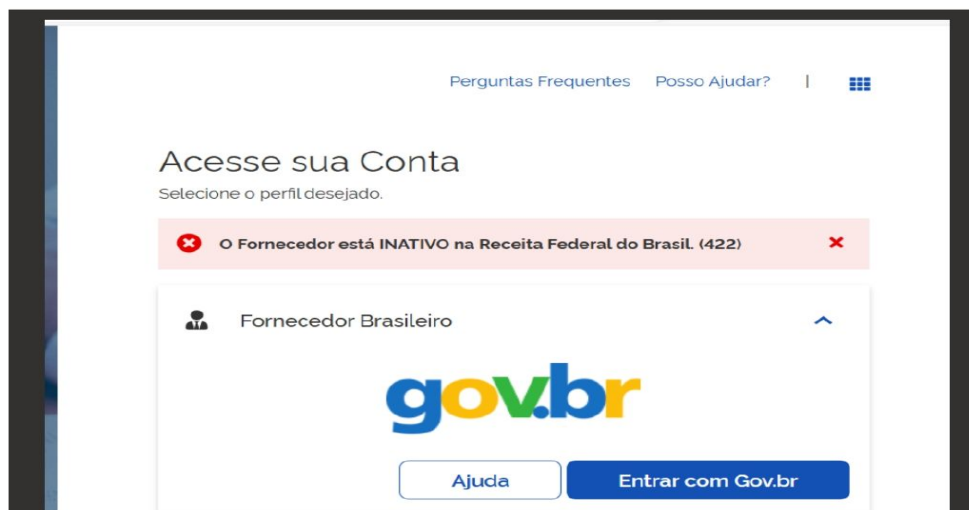 Perguntas Frequentes Posso Ajudar? |
Acesse sua Conta
Selecione o perfil desejado.
O Fornecedor está INATIVO na Receita Federal do Brasil. (422)
Fornecedor Brasileiro
gov.br
Ajuda Entrar com Gov.br